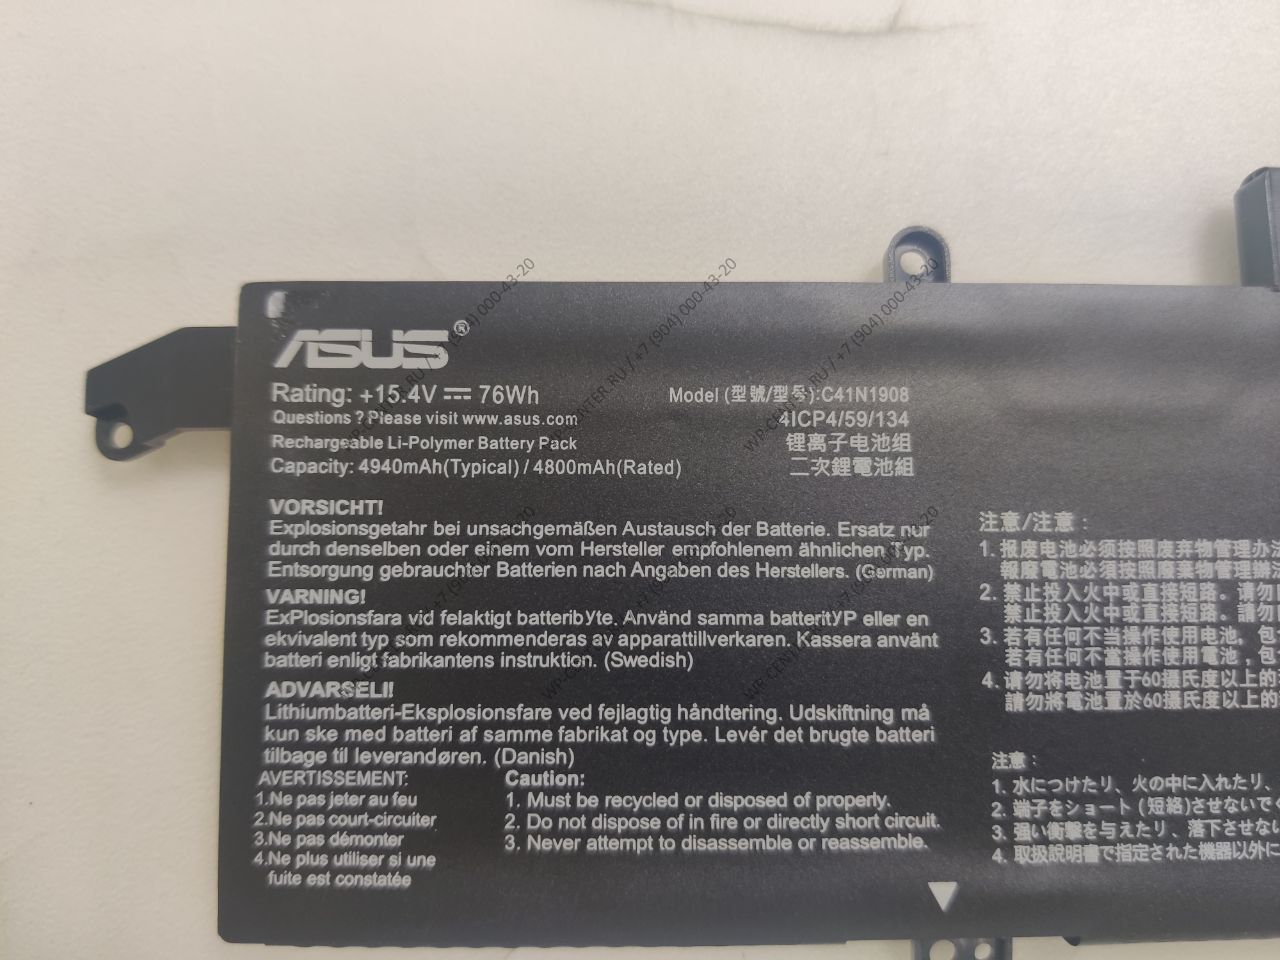 ASUS®
Rating: +15.4V 76Wh
Questions ? Please visit www.asus.com
Rechargeable Li-Polymer Battery Pack
Capacity: 4940mAh(Typical) / 4800mAh(Rated)
Model (型號/型号):C41N1908
4ICP4/59/134
锂离子电池组
二次鋰電池組
VORSICHT!
Explosionsgetahr bei unsachgemäßen Austausch der Batterie. Ersatz nur
durch denselben oder einem vom Hersteller empfohlenem ähnlichen Typ.
Entsorgung gebrauchter Batterien nach Angaben des Herstellers. (German)
VARNING!
ExPlosionsfara vid felaktigt batteribyte. Använd samma batterityP eller en
ekvivalent typ som rekommenderas av apparattillverkaren. Kassera använt
batteri enligt fabrikantens instruktion. (Swedish)
ADVARSELI!
Lithiumbatteri-Eksplosionsfare ved fejlagtig håndtering. Udskiftning må
kun ske med batteri af samme fabrikat og type. Levér det brugte batteri
tilbage til leverandøren. (Danish)
AVERTISSEMENT:
1.Ne pas jeter au feu
2.Ne pas court-circuiter
3.Ne pas démonter
4.Ne plus utiliser si une
fuite est constatée
Caution:
1. Must be recycled or disposed of properly.
2. Do not dispose of in fire or directly short circuit.
3. Never attempt to disassemble or reassemble.
注意/注意：
1. 报废电池必须按照废弃物管理办法
報廢電池必須按照廢棄物管理辦法
2. 禁止投入火中或直接短路。请勿
禁止投入火中或直接短路。請勿
3. 若有任何不当操作使用电池，包
若有任何不當操作使用電池，包
4. 请勿将电池置于60摄氏度以上的
請勿將電池置於60攝氏度以上的
注意：
1. 水につけたり、火の中に入れたり、
2. 端子をショート (短絡)させないで
3. 強い衝撃を与えたり、落下させな
4. 取扱説明書で指定された機器以外に
WP-CENTER.RU / +7 (904) 000-43-20